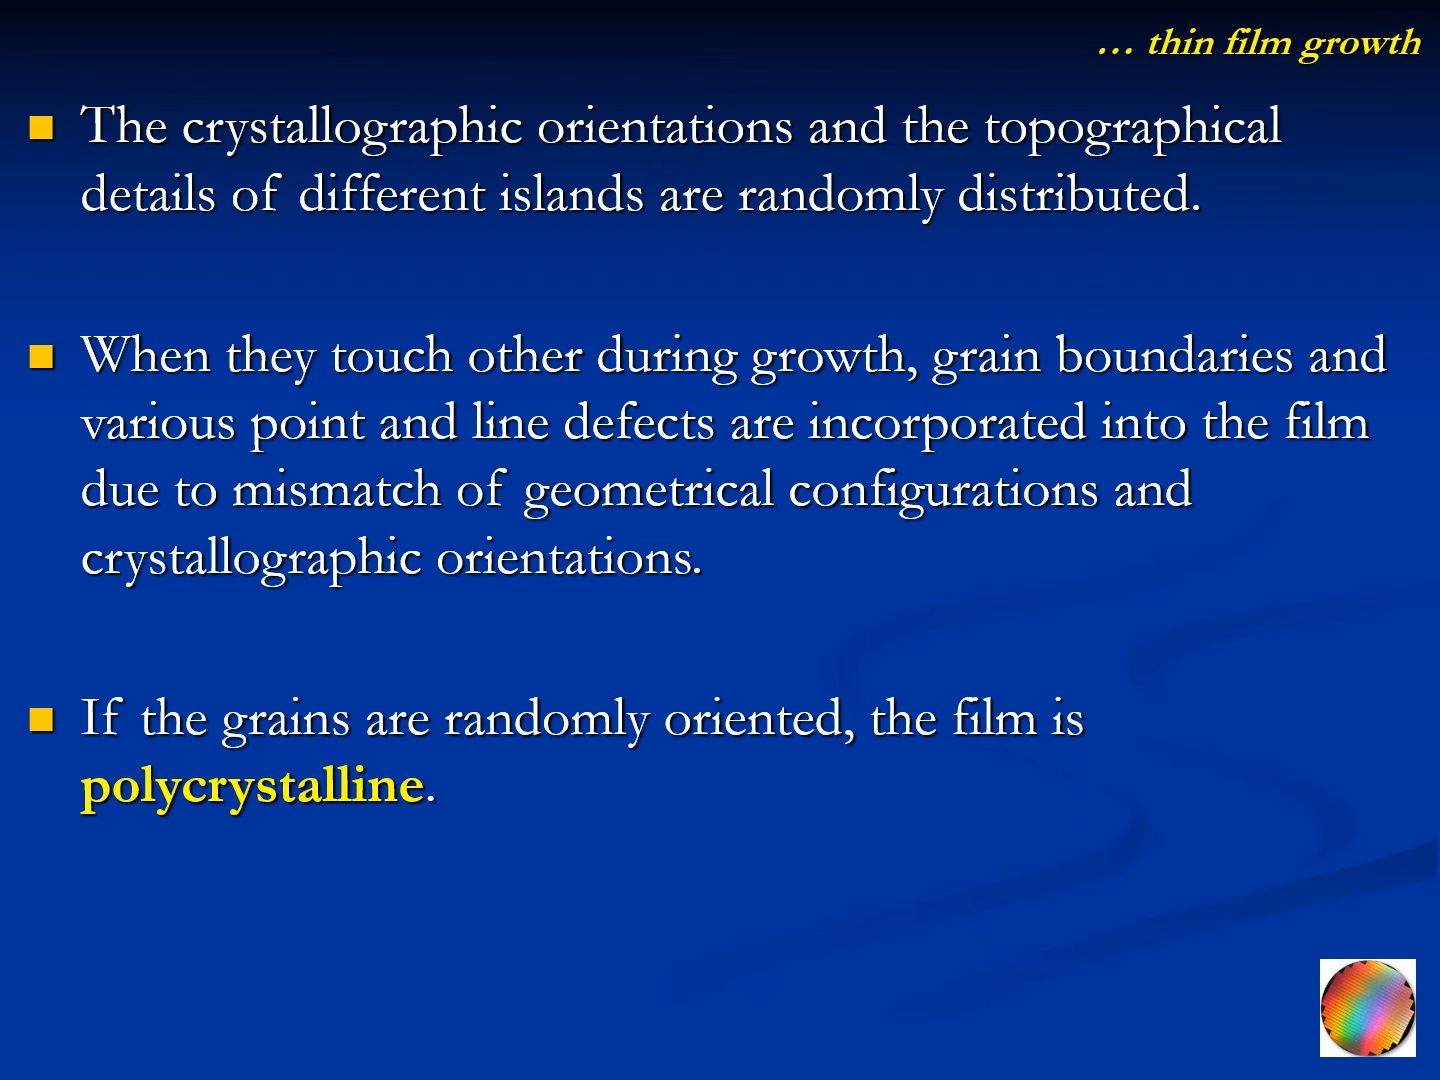 … thin film growth
The crystallographic orientations and the topographical
details of different islands are randomly distributed.
When they touch other during growth, grain boundaries and
various point and line defects are incorporated into the film
due to mismatch of geometrical configurations and
crystallographic orientations.
If the grains are randomly oriented, the film is
polycrystalline.